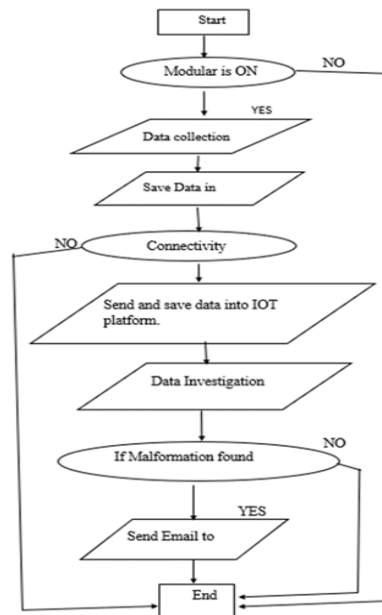 Start
NO
Modular is ON
YES
Data collection
Save Data in
NO
Connectivity
Send and save data into IOT
platform.
Data Investigation
NO
If Malformation found
YES
Send Email to
End